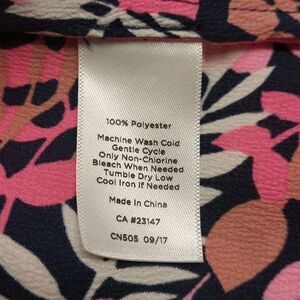 100% Polyester
Machine Wash Cold
Gentle Cycle
Only Non-Chlorine
Bleach When Needed
Tumble Dry Low
Cool Iron If Needed
Made in China
CA #23147
CN505 09/17